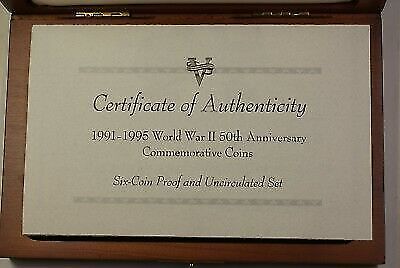 Certificate of Authenticity
1991-1995 World War II 50th Anniversary
Commemorative Coins
Six-Coin Proof and Uncirculated Set